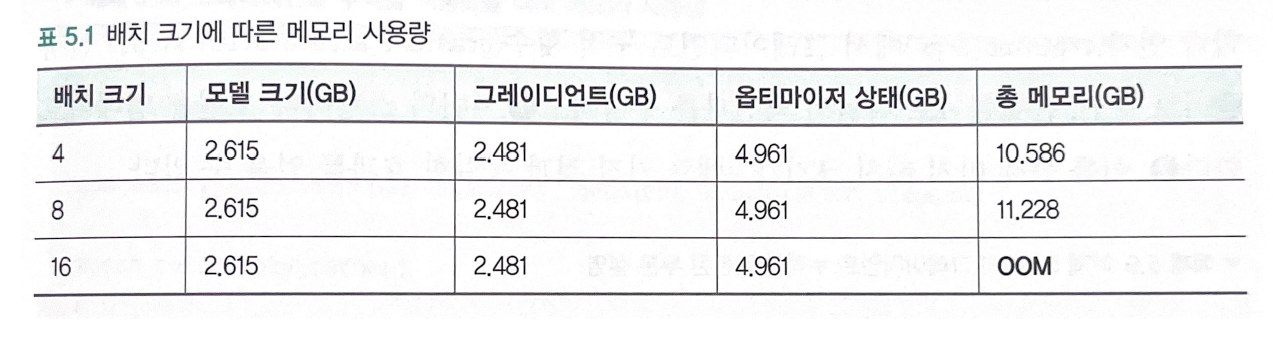 표 5.1 배치 크기에 따른 메모리 사용량
배치 크기 모델 크기(GB) 그레이디언트(GB) 옵티마이저 상태(GB) 총 메모리(GB)
4 2.615 2.481 4.961 10.586
8 2.615 2.481 4.961 11.228
16 2.615 2.481 4.961 OOM